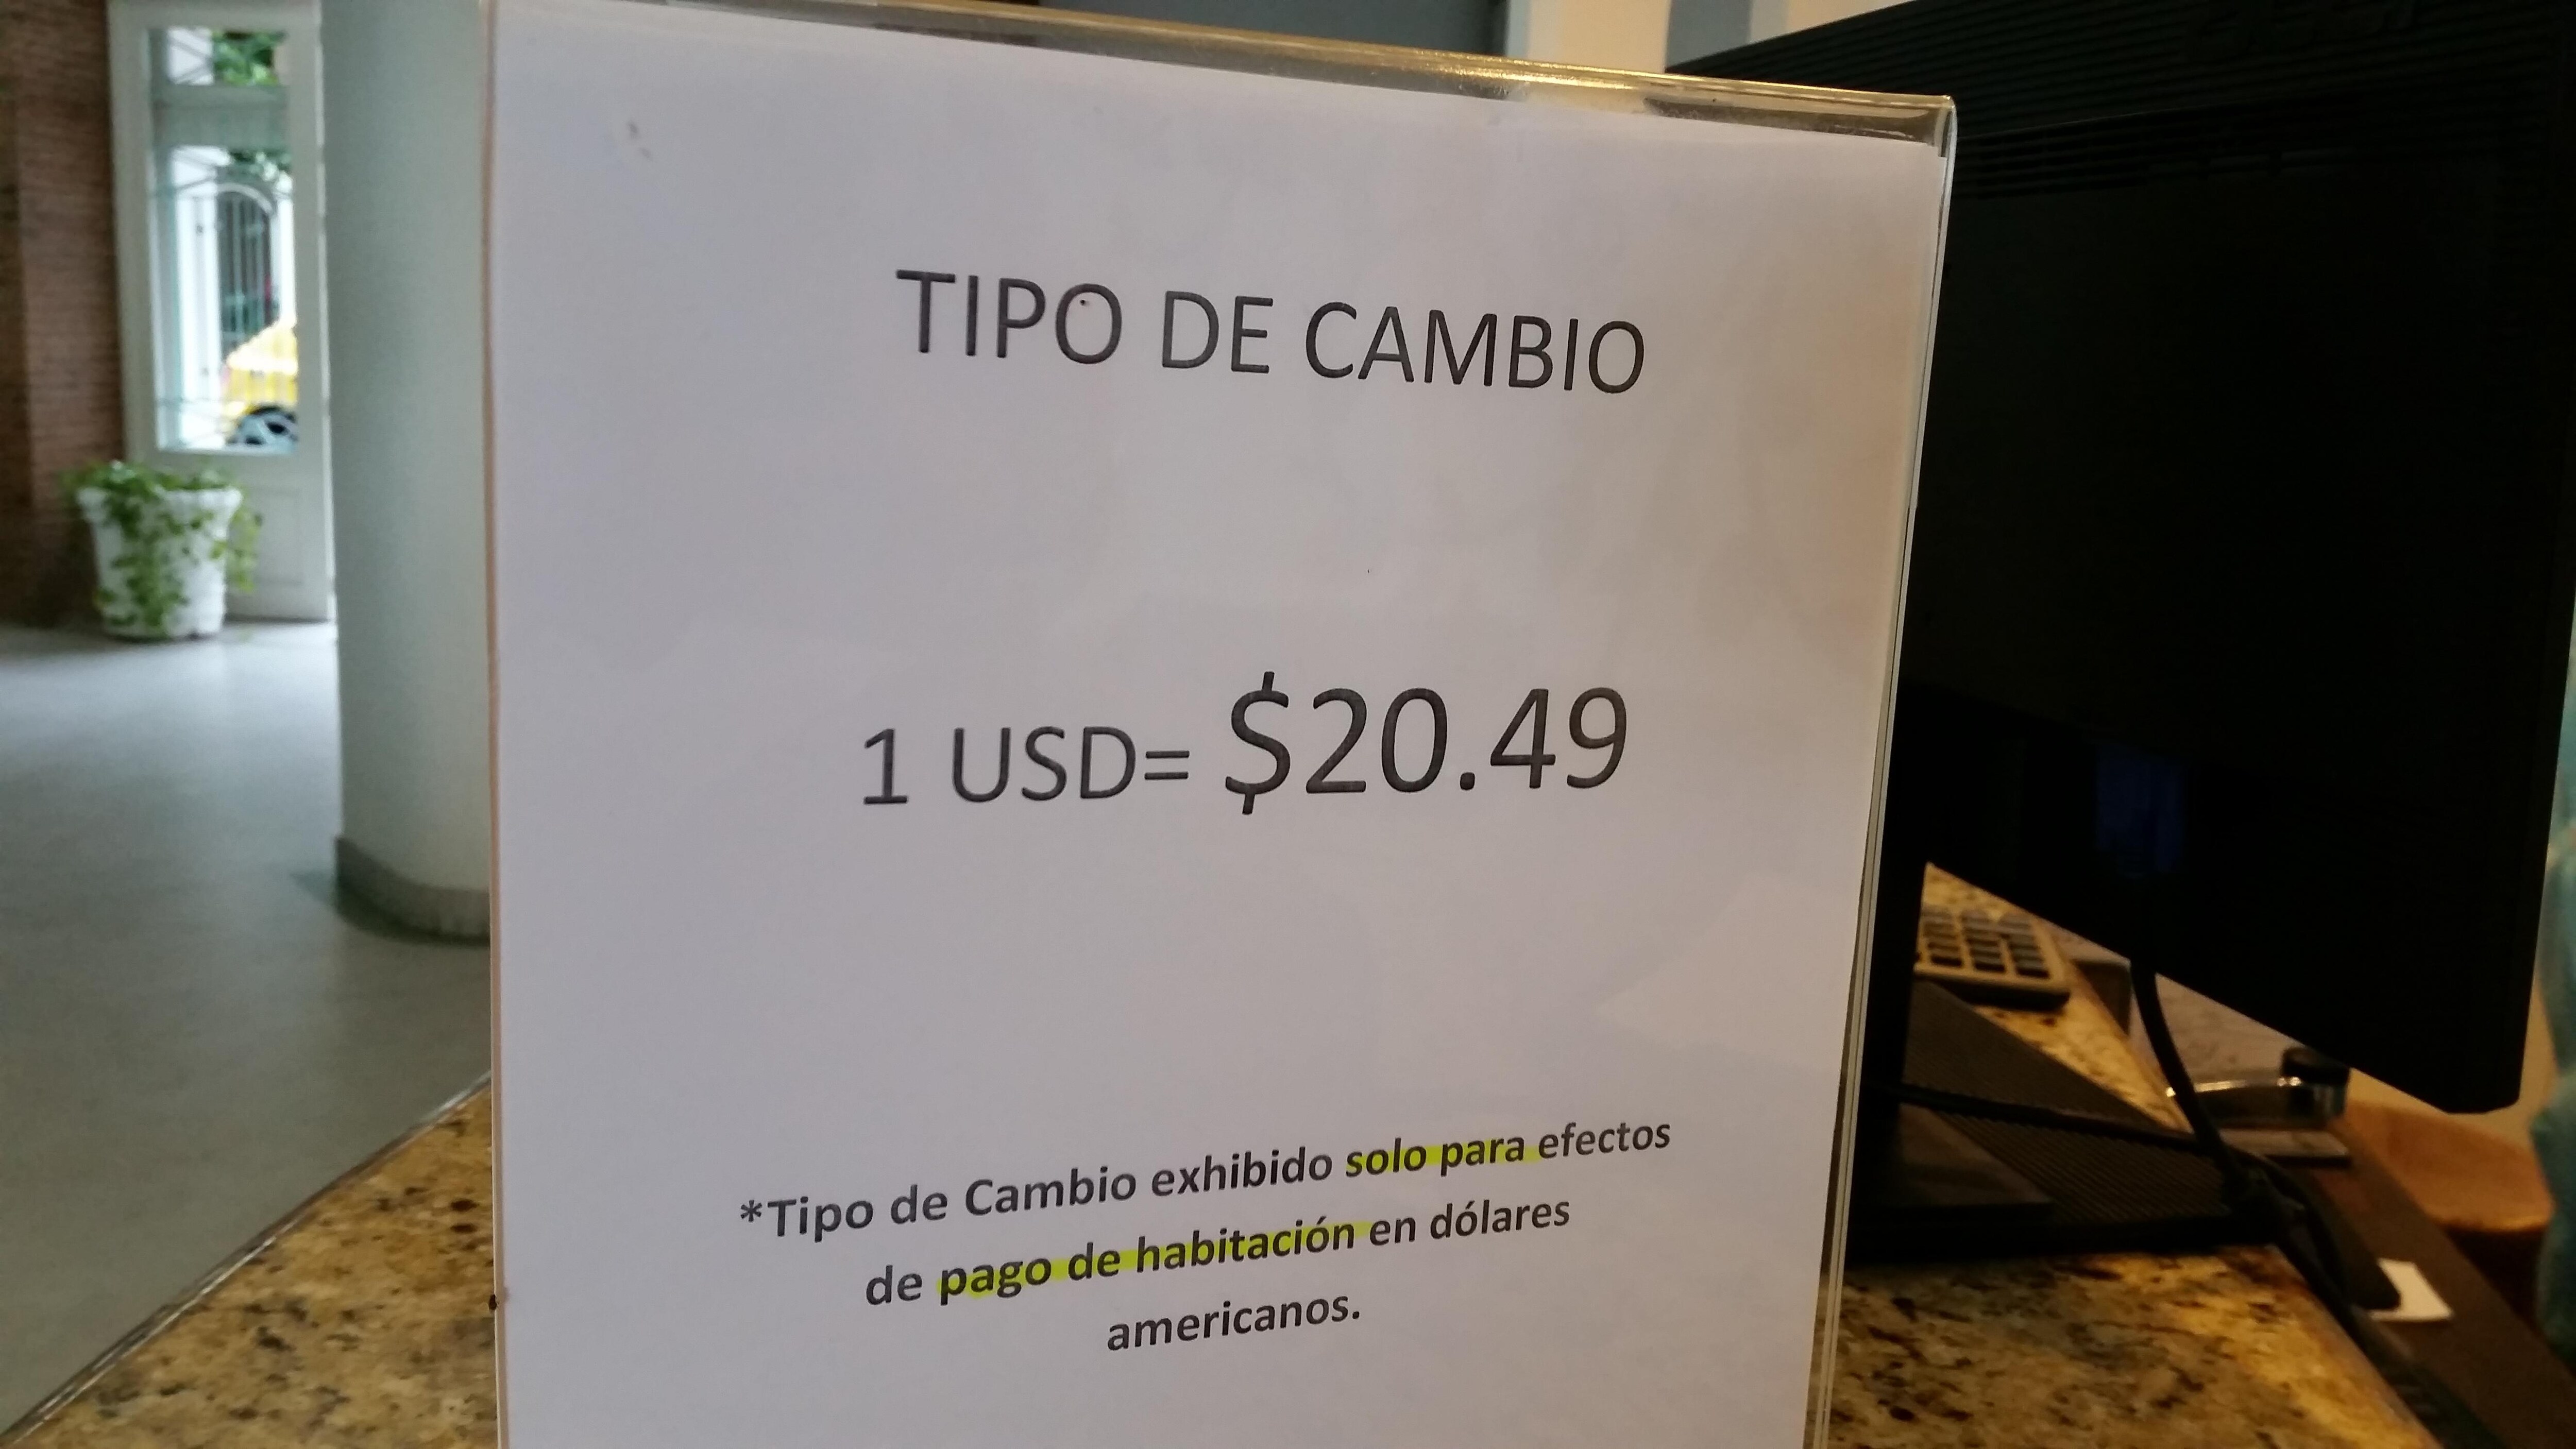 TIPO DE CAMBIO
1 USD= $20.49
*Tipo de Cambio exhibido solo para efectos
de pago de habitación en dólares
americanos.